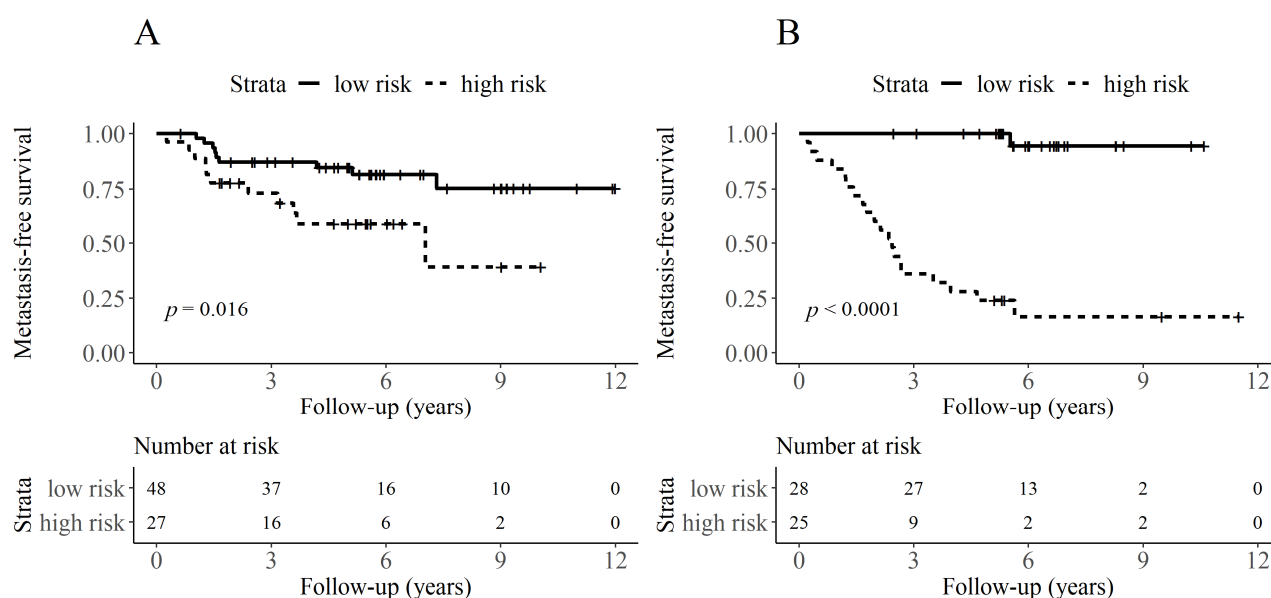 A
Strata low risk high risk
Metastasis-free survival
1.00
0.75
0.50
0.25
0.00
p = 0.016
0 3 6 9 12
Follow-up (years)
Number at risk
Strata
low risk 48 37 16 10 0
high risk 27 16 6 2 0
0 3 6 9 12
Follow-up (years)
B
Strata low risk high risk
Metastasis-free survival
1.00
0.75
0.50
0.25
0.00
p < 0.0001
0 3 6 9 12
Follow-up (years)
Number at risk
Strata
low risk 28 27 13 2 0
high risk 25 9 2 2 0
0 3 6 9 12
Follow-up (years)